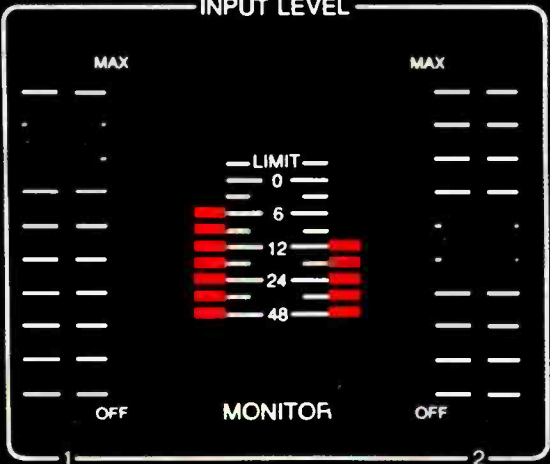 INPUT LEVEL
MAX MAX
LIMIT
0
6
12
24
48
OFF MONITOR OFF
1 2